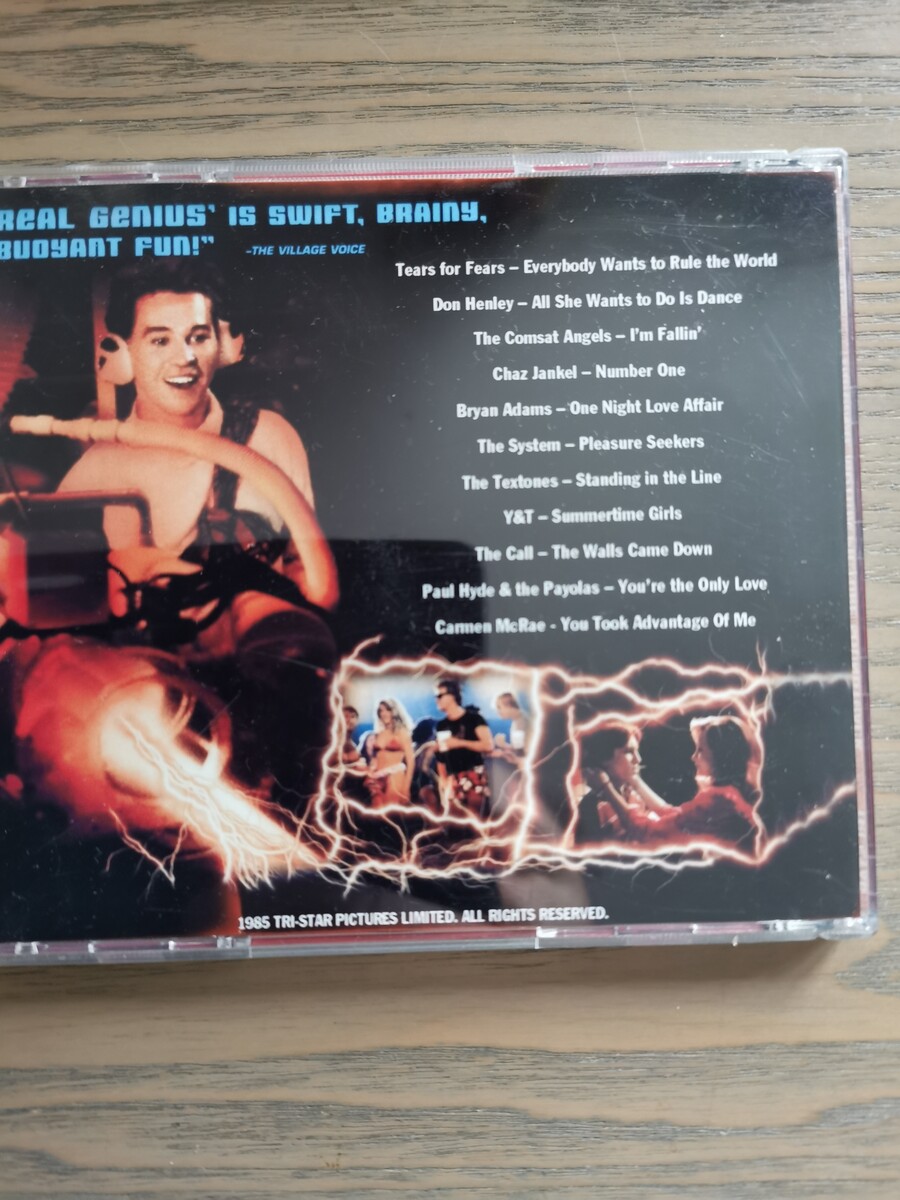 REAL GENIUS' IS SWIFT, BRAINY,
BUOYANT FUN!"
-THE VILLAGE VOICE
Tears for Fears – Everybody Wants to Rule the World
Don Henley – All She Wants to Do Is Dance
The Comsat Angels – I'm Fallin'
Chaz Jankel – Number One
Bryan Adams – One Night Love Affair
The System – Pleasure Seekers
The Textones – Standing in the Line
Y&T – Summertime Girls
The Call – The Walls Came Down
Paul Hyde & the Payolas – You're the Only Love
Carmen McRae - You Took Advantage Of Me
1985 TRI-STAR PICTURES LIMITED. ALL RIGHTS RESERVED.